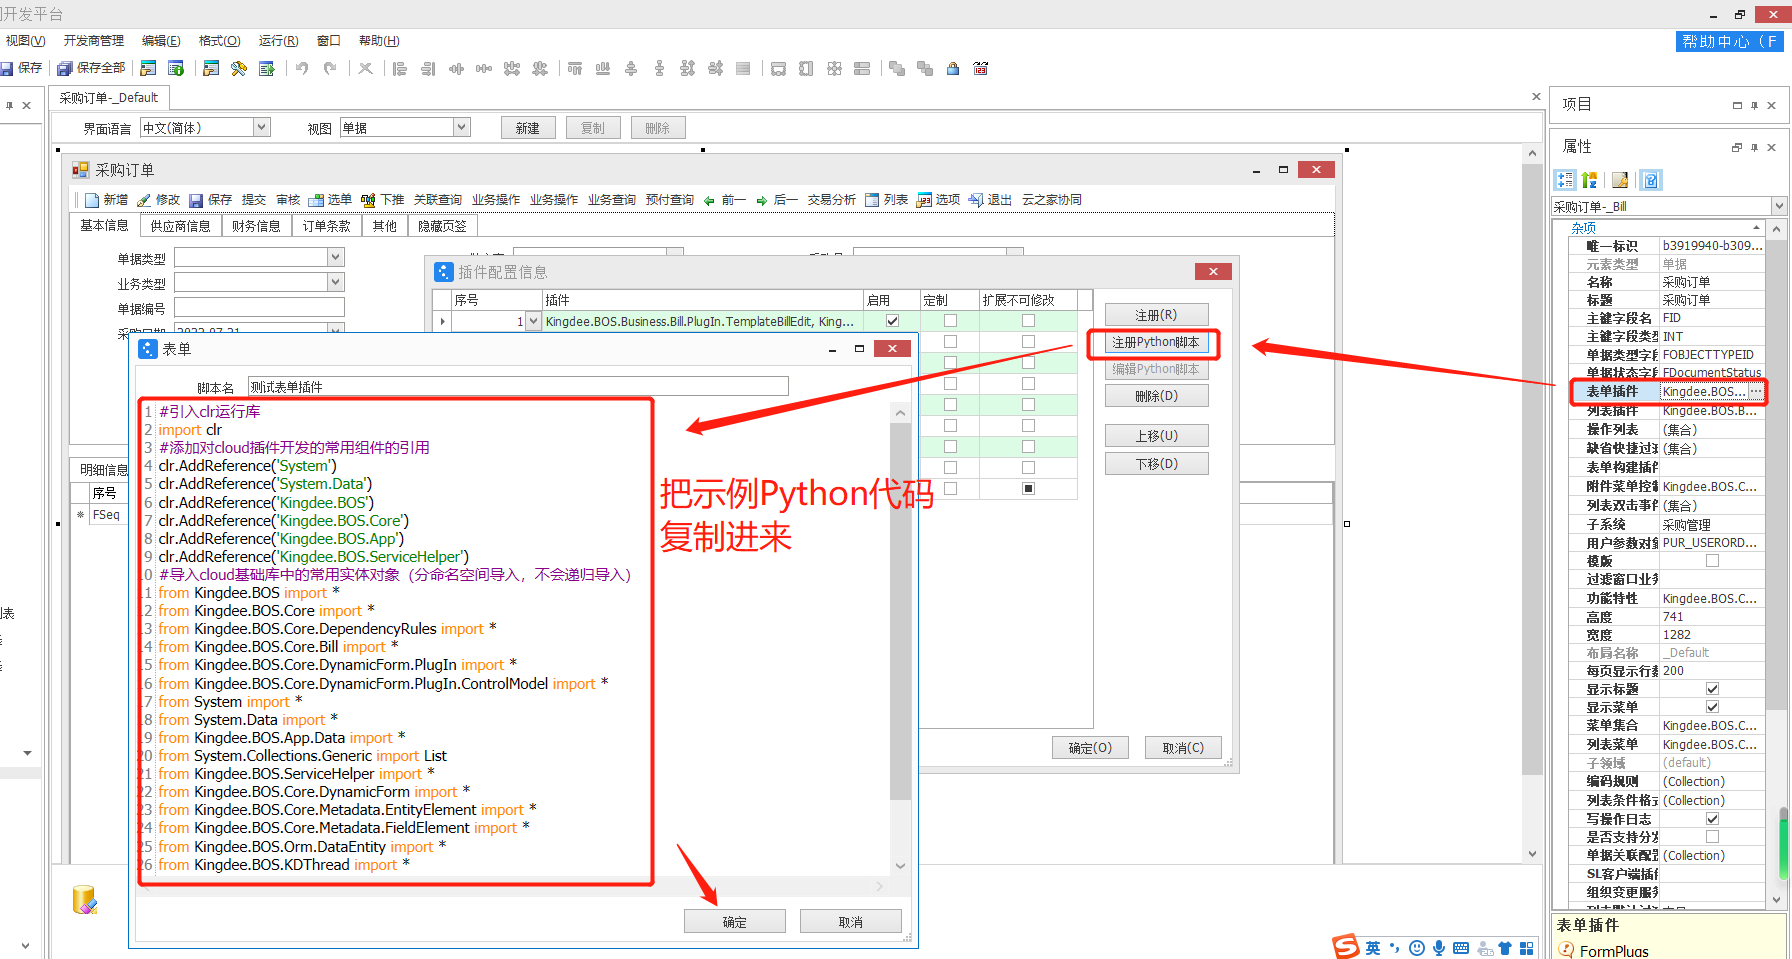 开发平台
视图(V) 开发商管理 编辑(E) 格式(O) 运行(R) 窗口 帮助(H)
帮助中心（F
保存 保存全部
采购订单-_Default
界面语言 中文(简体) 视图 单据 新建 复制 删除
采购订单
新增 修改 保存 提交 审核 选单 下推 关联查询 业务操作 业务操作 业务查询 预付查询 前一 后一 交易分析 列表 选项 退出 云之家协同
基本信息 供应商信息 财务信息 订单条款 其他 隐藏页签
单据类型
业务类型
单据编号
采购日期
明细信息
序号
FSeq
插件配置信息
序号 插件 启用 定制 扩展不可修改
1 Kingdee.BOS.Business.Bill.PlugIn.TemplateBillEdit, King...
注册(R)
注册Python脚本
编辑Python脚本
删除(D)
上移(U)
下移(D)
确定(O) 取消(C)
表单
脚本名 测试表单插件
1 #引入clr运行库
2 import clr
3 #添加对cloud插件开发的常用组件的引用
4 clr.AddReference('System')
5 clr.AddReference('System.Data')
6 clr.AddReference('Kingdee.BOS')
7 clr.AddReference('Kingdee.BOS.Core')
8 clr.AddReference('Kingdee.BOS.App')
9 clr.AddReference('Kingdee.BOS.ServiceHelper')
10 #导入cloud基础库中的常用实体对象（分命名空间导入，不会递归导入）
11 from Kingdee.BOS import *
12 from Kingdee.BOS.Core import *
13 from Kingdee.BOS.Core.DependencyRules import *
14 from Kingdee.BOS.Core.Bill import *
15 from Kingdee.BOS.Core.DynamicForm.PlugIn import *
16 from Kingdee.BOS.Core.DynamicForm.PlugIn.ControlModel import *
17 from System import *
18 from System.Data import *
19 from Kingdee.BOS.App.Data import *
20 from System.Collections.Generic import List
21 from Kingdee.BOS.ServiceHelper import *
22 from Kingdee.BOS.Core.DynamicForm import *
23 from Kingdee.BOS.Core.Metadata.EntityElement import *
24 from Kingdee.BOS.Core.Metadata.FieldElement import *
25 from Kingdee.BOS.Orm.DataEntity import *
26 from Kingdee.BOS.KDThread import *
确定 取消
把示例Python代码
复制进来
项目
属性
采购订单-_Bill
杂项
唯一标识 b3919940-b309...
元素类型 单据
名称 采购订单
标题 采购订单
主键字段名 FID
主键字段类型 INT
单据类型字段 FOBJECTTYPEID
单据状态字段 FDocumentStatus
表单插件 Kingdee.BOS... ...
列表插件 Kingdee.BOS.B...
操作列表 (集合)
缺省快捷过滤 (集合)
表单构建插件
附件菜单控制 Kingdee.BOS.C...
列表双击事件 (集合)
子系统 采购管理
用户参数对象 PUR_USERORD...
模版
过滤窗口业务
功能特性 Kingdee.BOS.C...
高度 741
宽度 1282
布局名称 _Default
每页显示行数 200
显示标题
显示菜单
菜单集合 Kingdee.BOS.C...
列表菜单 Kingdee.BOS.C...
子领域 (default)
编码规则 (Collection)
列表条件格式 (Collection)
写操作日志
是否支持分发
单据关联配置 (Collection)
SL客户端插件
组织变更服务
表单插件
FormPlugs
列表
英